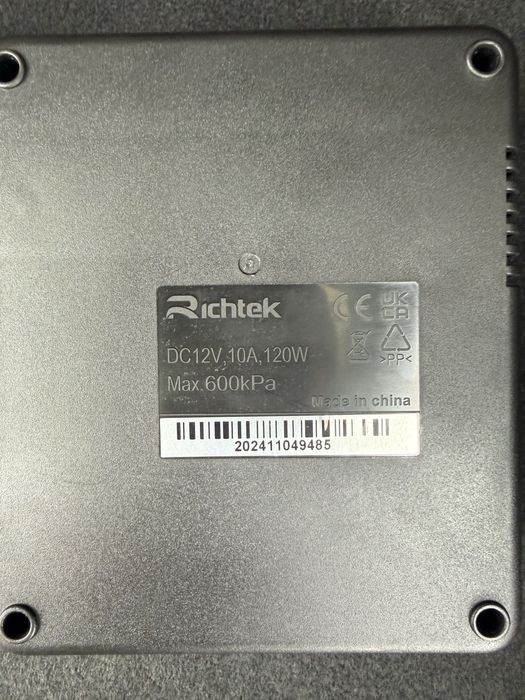 Richtek
CE
UK
CA
DC12V,10A,120W
>PP<
Max.600kPa
Made in china
202411049485